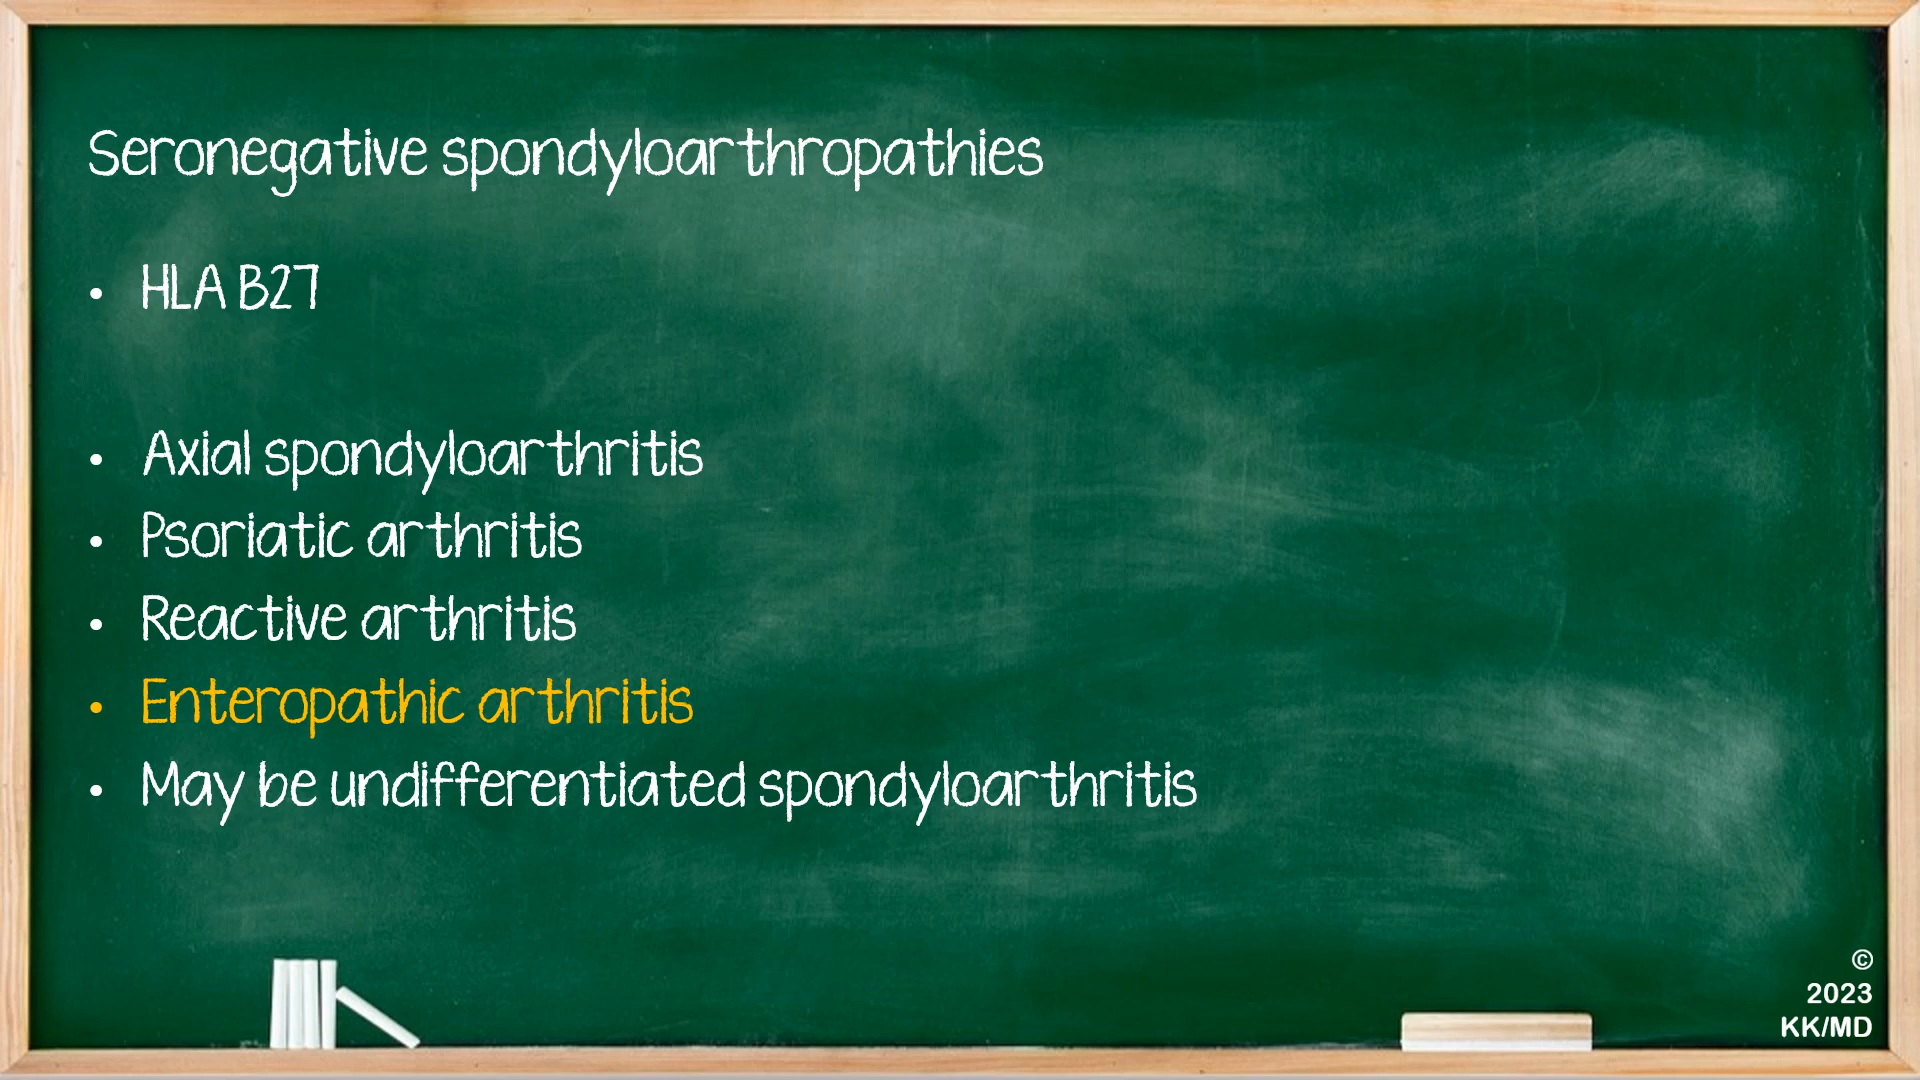 Seronegative spondyloarthropathies
• HLA B27
• Axial spondyloarthritis
• Psoriatic arthritis
• Reactive arthritis
• Enteropathic arthritis
• May be undifferentiated spondyloarthritis
©
2023
KK/MD